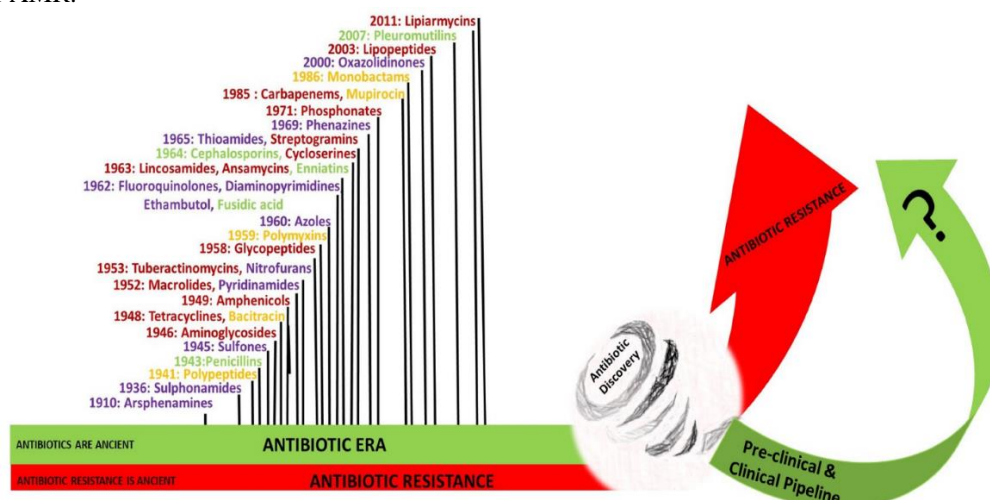 2011: Lipiarmycins
2007: Pleuromutilins
2003: Lipopeptides
2000: Oxazolidinones
1986: Monobactams
1985 : Carbapenems, Mupirocin
1971: Phosphonates
1969: Phenazines
1965: Thioamides, Streptogramins
1964: Cephalosporins, Cycloserines
1963: Lincosamides, Ansamycins, Enniatins
1962: Fluoroquinolones, Diaminopyrimidines
Ethambutol, Fusidic acid
1960: Azoles
1959: Polymyxins
1958: Glycopeptides
1953: Tuberactinomycins, Nitrofurans
1952: Macrolides, Pyridinamides
1949: Amphenicols
1948: Tetracyclines, Bacitracin
1946: Aminoglycosides
1945: Sulfones
1943:Penicillins
1941: Polypeptides
1936: Sulphonamides
1910: Arsphenamines
ANTIBIOTICS ARE ANCIENT
ANTIBIOTIC ERA
ANTIBIOTIC RESISTANCE IS ANCIENT
ANTIBIOTIC RESISTANCE
Antibiotic
Discovery
ANTIBIOTIC RESISTANCE
?
Pre-clinical &
Clinical Pipeline